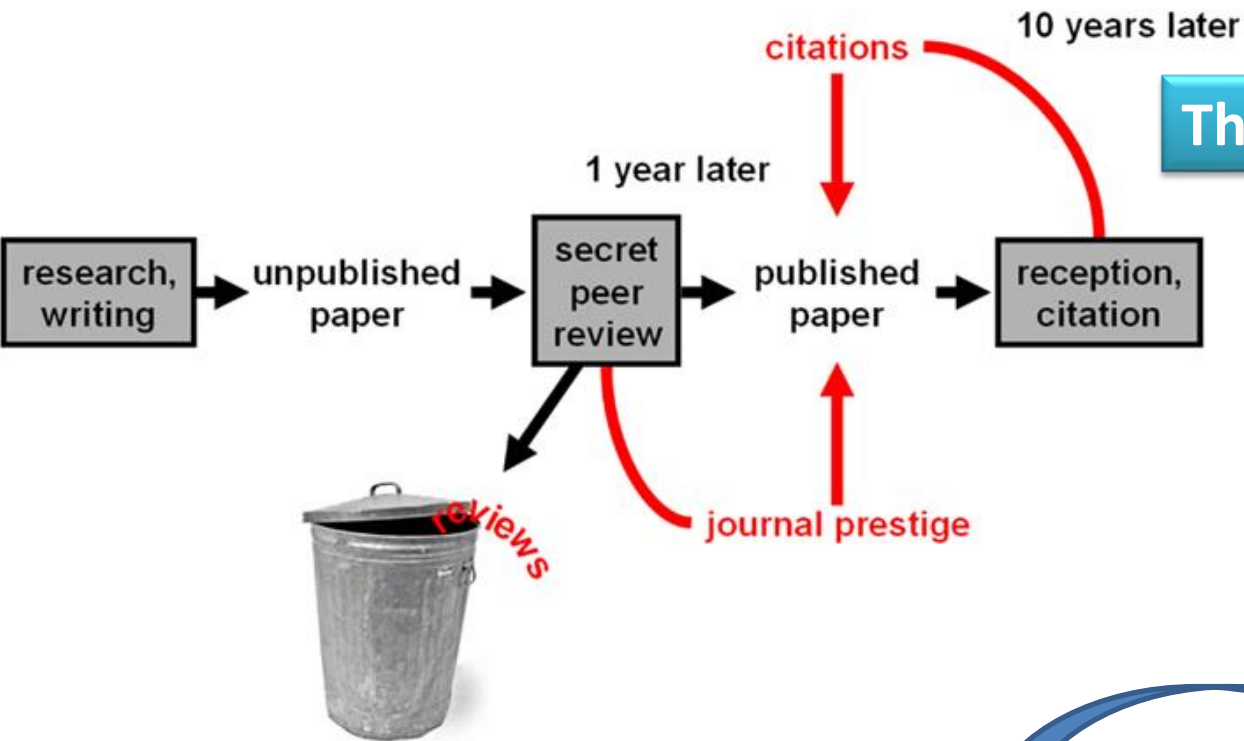 10 years later
citations
Th
1 year later
research,
writing
unpublished
paper
secret
peer
review
published
paper
reception,
citation
reviews
journal prestige